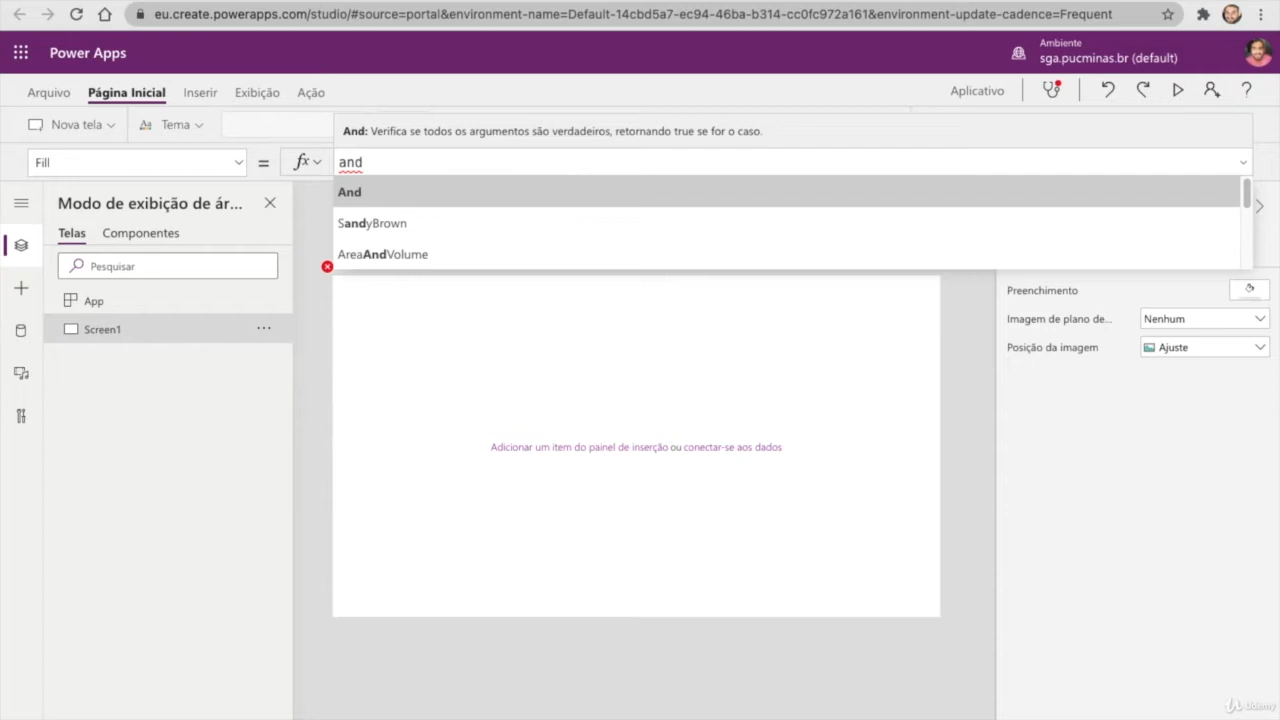 eu.create.powerapps.com/studio/#source=portal&environment-name=Default-14cbd5a7-ec94-46ba-b314-cc0fc972a161&environment-update-cadence=Frequent
Power Apps
Ambiente
sga.pucminas.br (default)
Arquivo Página Inicial Inserir Exibição Ação Aplicativo
Nova tela Tema
And: Verifica se todos os argumentos são verdadeiros, retornando true se for o caso.
Fill = fx and
And
SandyBrown
AreaAndVolume
Modo de exibição de ár...
Telas Componentes
Pesquisar
App
Screen1 ...
Adicionar um item do painel de inserção ou conectar-se aos dados
Preenchimento
Imagem de plano de... Nenhum
Posição da imagem Ajuste
Udemy